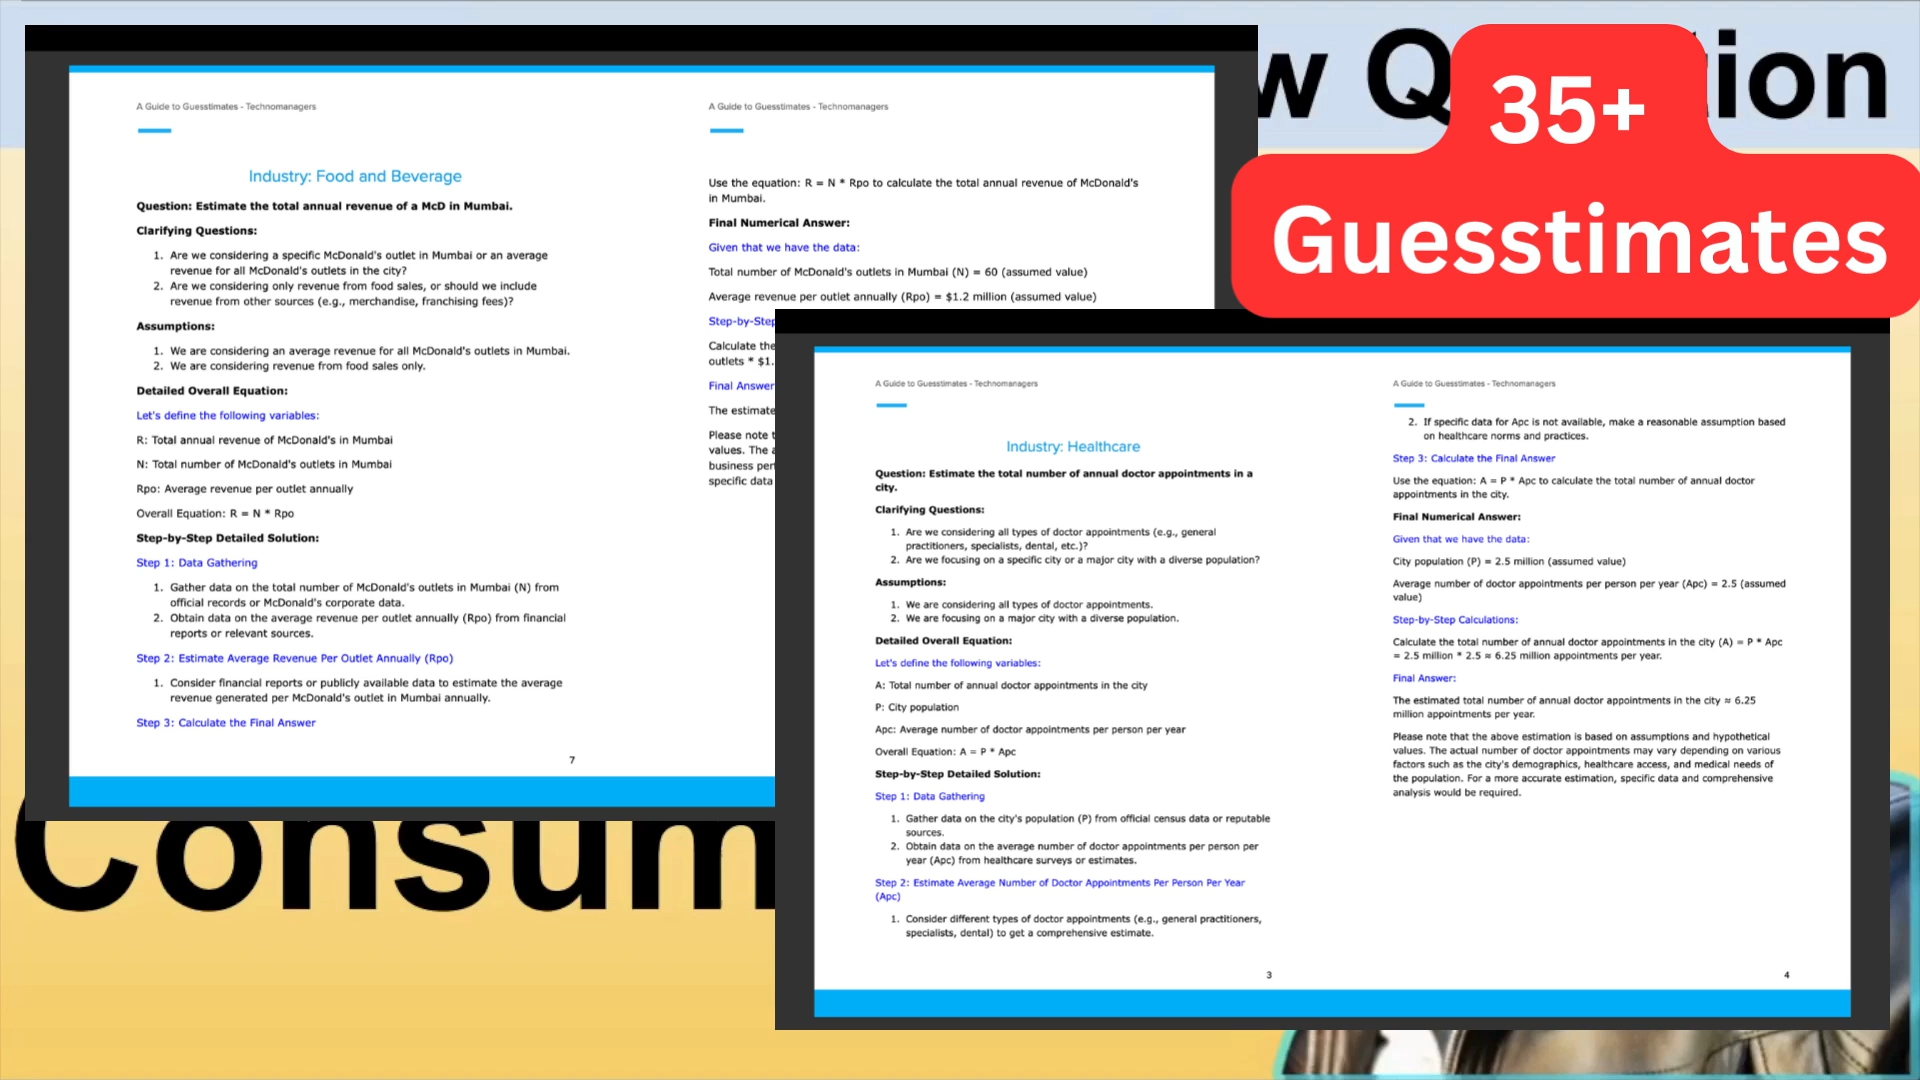 w Q
ion
35+
Guesstimates
A Guide to Guesstimates - Technomanagers
Industry: Food and Beverage
Question: Estimate the total annual revenue of a McD in Mumbai.
Clarifying Questions:
1. Are we considering a specific McDonald's outlet in Mumbai or an average
revenue for all McDonald's outlets in the city?
2. Are we considering only revenue from food sales, or should we include
revenue from other sources (e.g., merchandise, franchising fees)?
Assumptions:
1. We are considering an average revenue for all McDonald's outlets in Mumbai.
2. We are considering revenue from food sales only.
Detailed Overall Equation:
Let's define the following variables:
R: Total annual revenue of McDonald's in Mumbai
N: Total number of McDonald's outlets in Mumbai
Rpo: Average revenue per outlet annually
Overall Equation: R = N * Rpo
Step-by-Step Detailed Solution:
Step 1: Data Gathering
1. Gather data on the total number of McDonald's outlets in Mumbai (N) from
official records or McDonald's corporate data.
2. Obtain data on the average revenue per outlet annually (Rpo) from financial
reports or relevant sources.
Step 2: Estimate Average Revenue Per Outlet Annually (Rpo)
1. Consider financial reports or publicly available data to estimate the average
revenue generated per McDonald's outlet in Mumbai annually.
Step 3: Calculate the Final Answer
7
A Guide to Guesstimates - Technomanagers
Use the equation: R = N * Rpo to calculate the total annual revenue of McDonald's
in Mumbai.
Final Numerical Answer:
Given that we have the data:
Total number of McDonald's outlets in Mumbai (N) = 60 (assumed value)
Average revenue per outlet annually (Rpo) = $1.2 million (assumed value)
Step-by-Step
Calculate the
outlets * $1.
Final Answer
The estimate
Please note t
values. The a
business per
specific data
A Guide to Guesstimates - Technomanagers
Industry: Healthcare
Question: Estimate the total number of annual doctor appointments in a
city.
Clarifying Questions:
1. Are we considering all types of doctor appointments (e.g., general
practitioners, specialists, dental, etc.)?
2. Are we focusing on a specific city or a major city with a diverse population?
Assumptions:
1. We are considering all types of doctor appointments.
2. We are focusing on a major city with a diverse population.
Detailed Overall Equation:
Let's define the following variables:
A: Total number of annual doctor appointments in the city
P: City population
Apc: Average number of doctor appointments per person per year
Overall Equation: A = P * Apc
Step-by-Step Detailed Solution:
Step 1: Data Gathering
1. Gather data on the city's population (P) from official census data or reputable
sources.
2. Obtain data on the average number of doctor appointments per person per
year (Apc) from healthcare surveys or estimates.
Step 2: Estimate Average Number of Doctor Appointments Per Person Per Year
(Apc)
1. Consider different types of doctor appointments (e.g., general practitioners,
specialists, dental) to get a comprehensive estimate.
3
A Guide to Guesstimates - Technomanagers
2. If specific data for Apc is not available, make a reasonable assumption based
on healthcare norms and practices.
Step 3: Calculate the Final Answer
Use the equation: A = P * Apc to calculate the total number of annual doctor
appointments in the city.
Final Numerical Answer:
Given that we have the data:
City population (P) = 2.5 million (assumed value)
Average number of doctor appointments per person per year (Apc) = 2.5 (assumed
value)
Step-by-Step Calculations:
Calculate the total number of annual doctor appointments in the city (A) = P * Apc
= 2.5 million * 2.5 ≈ 6.25 million appointments per year.
Final Answer:
The estimated total number of annual doctor appointments in the city ≈ 6.25
million appointments per year.
Please note that the above estimation is based on assumptions and hypothetical
values. The actual number of doctor appointments may vary depending on various
factors such as the city's demographics, healthcare access, and medical needs of
the population. For a more accurate estimation, specific data and comprehensive
analysis would be required.
4
Consum